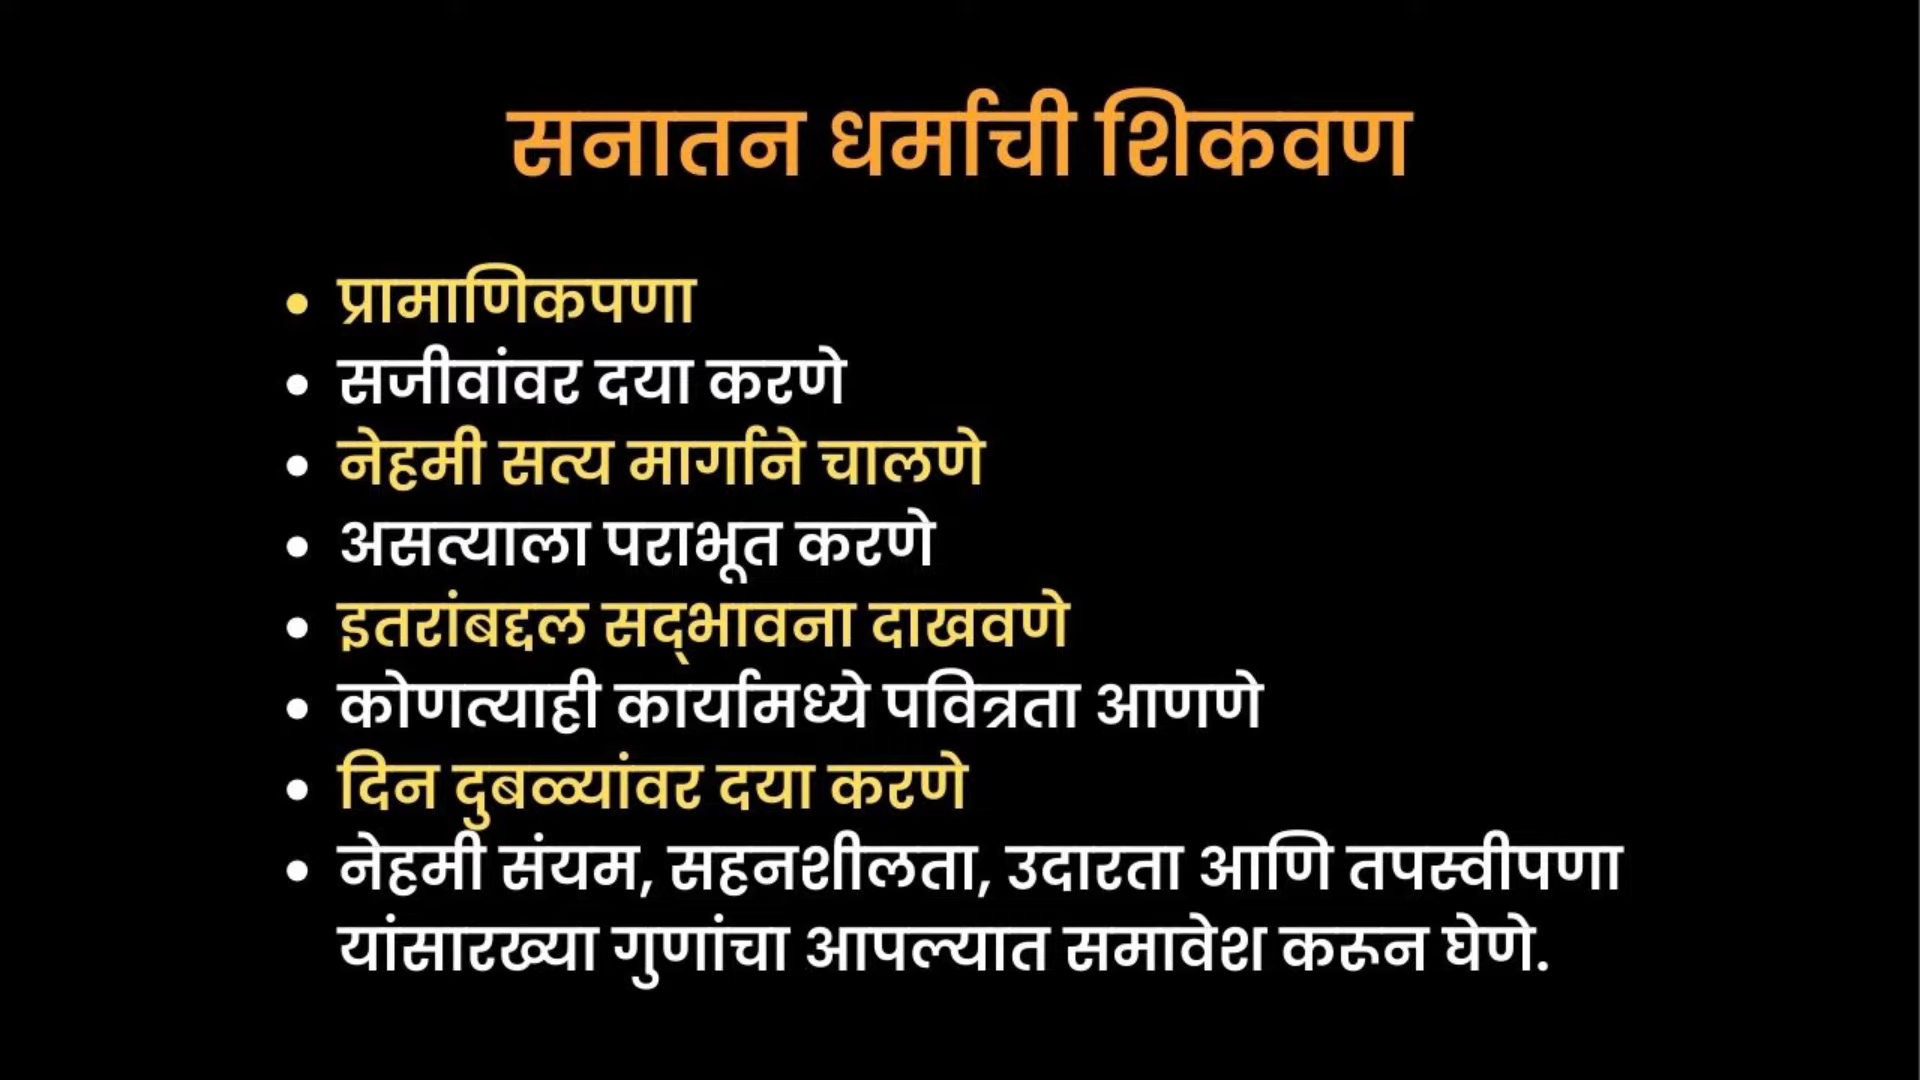 सनातन धर्माची शिकवण
• प्रामाणिकपणा
• सजीवांवर दया करणे
• नेहमी सत्य मार्गाने चालणे
• असत्याला पराभूत करणे
• इतरांबद्दल सद्‌भावना दाखवणे
• कोणत्याही कार्यामध्ये पवित्रता आणणे
• दिन दुबळ्यांवर दया करणे
• नेहमी संयम, सहनशीलता, उदारता आणि तपस्वीपणा
यांसारख्या गुणांचा आपल्यात समावेश करून घेणे.